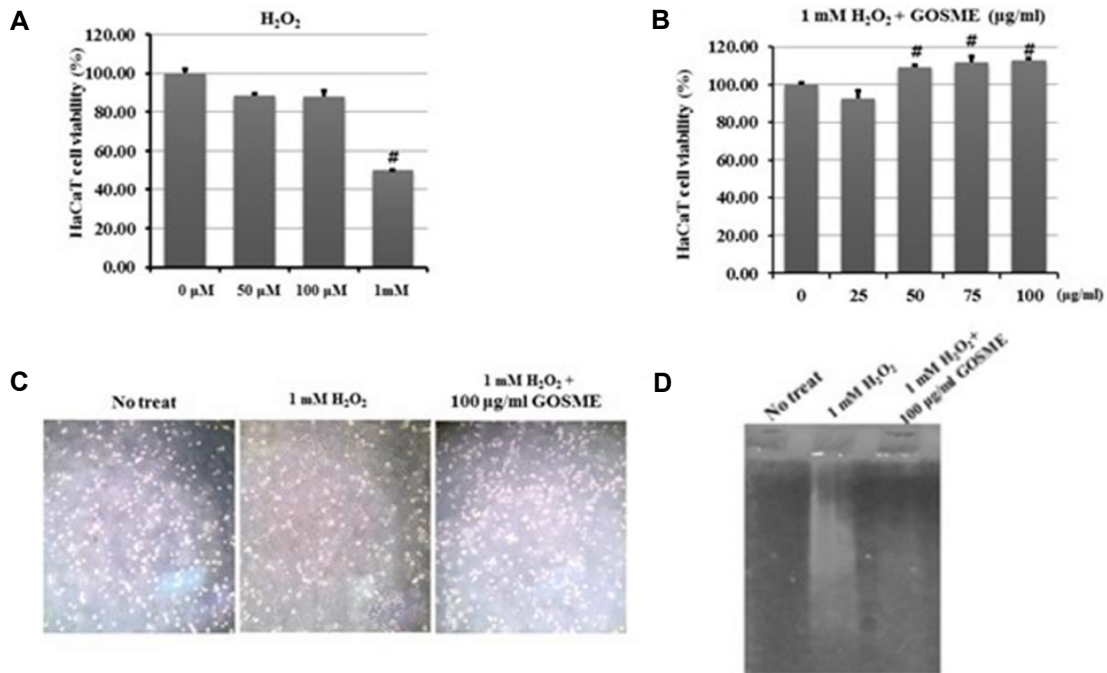 A
H₂O₂
HaCaT cell viability (%)
120.00
100.00
80.00
60.00
40.00
20.00
0.00
#
0 μM 50 μM 100 μM 1mM
B
1 mM H₂O₂ + GOSME (μg/ml)
HaCaT cell viability (%)
120.00
100.00
80.00
60.00
40.00
20.00
0.00
# # #
0 25 50 75 100 (μg/ml)
C
No treat
1 mM H₂O₂
1 mM H₂O₂ +
100 μg/ml GOSME
D
No treat
1 mM H₂O₂
1 mM H₂O₂+
100 μg/ml GOSME